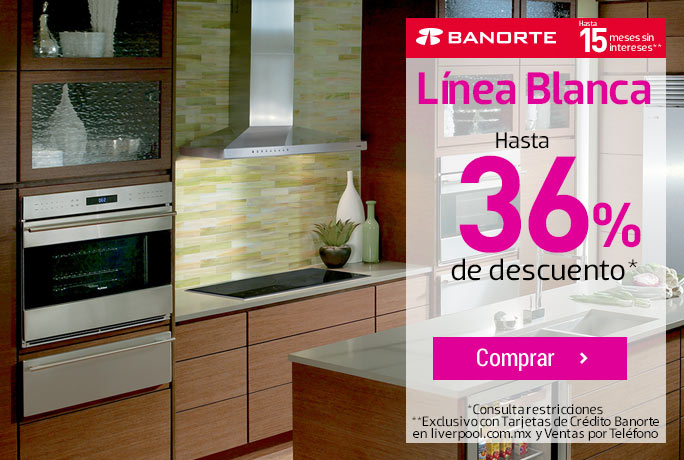 BANORTE
Hasta
15 meses sin
intereses**
Línea Blanca
Hasta
36%
de descuento*
Comprar >
*Consulta restricciones
**Exclusivo con Tarjetas de Crédito Banorte
en liverpool.com.mx y Ventas por Teléfono